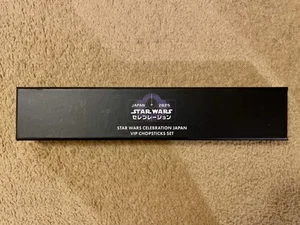 JAPAN 2025
STAR WARS
セレブレーション
STAR WARS CELEBRATION JAPAN
VIP CHOPSTICKS SET